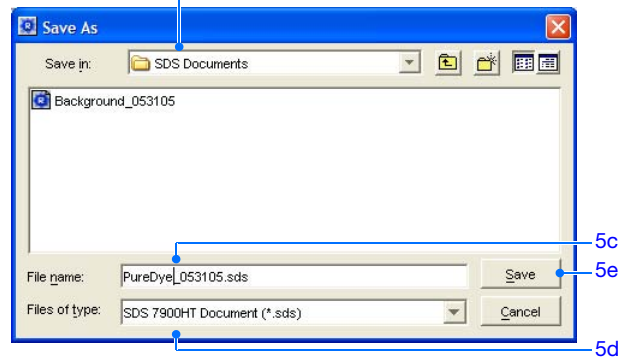 Save As
Save in:
SDS Documents
Background_053105
5c
File name:
PureDye_053105.sds
Save
5e
Files of type:
SDS 7900HT Document (*.sds)
Cancel
5d